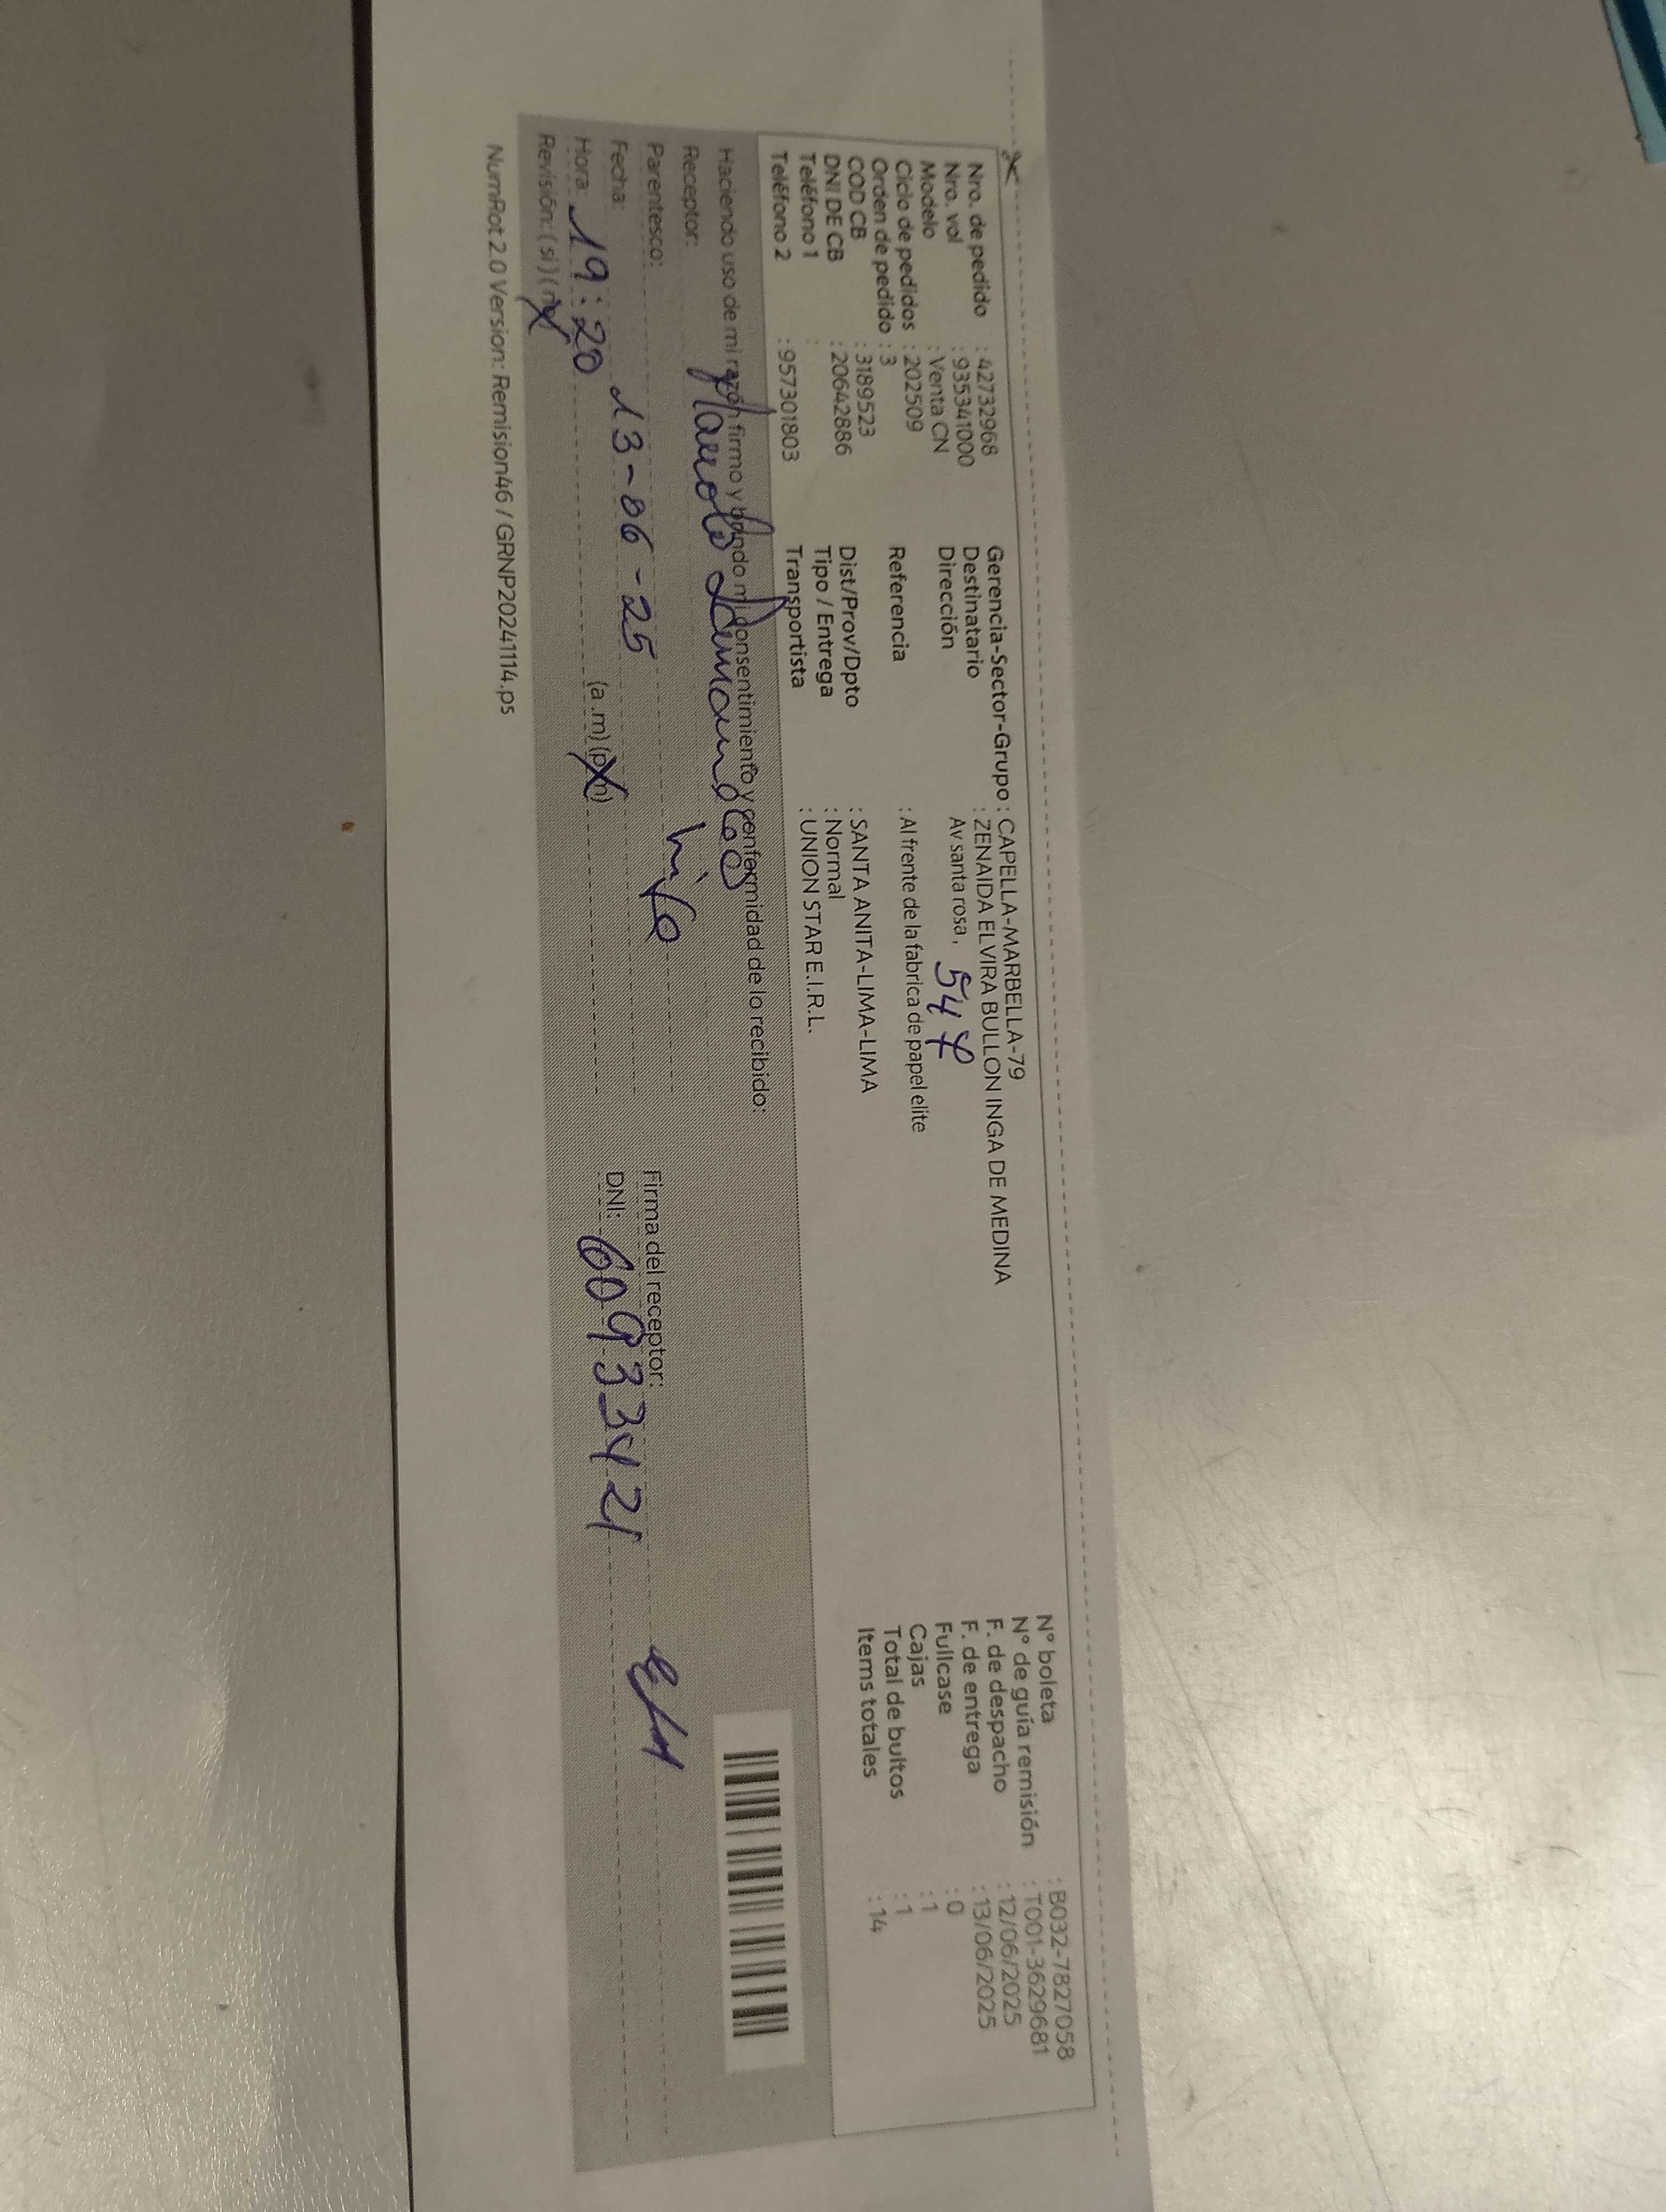 Nro. de pedido : 42732968
Nro. vol : 935341000
Modelo : Venta CN
Ciclo de pedidos : 202509
Orden de pedido : 3
COD CB : 3189523
DNI DE CB : 20642886
Teléfono 1 :
Teléfono 2 : 957301803
Gerencia-Sector-Grupo : CAPELLA-MARBELLA-79
Destinatario : ZENAIDA ELVIRA BULLON INGA DE MEDINA
Dirección Av santa rosa , 547
Referencia : Al frente de la fabrica de papel elite
Dist/Prov/Dpto : SANTA ANITA-LIMA-LIMA
Tipo / Entrega : Normal
Transportista : UNION STAR E.I.R.L.
N° boleta : B032-7827058
N° de guía remisión : T001-3629681
F. de despacho : 12/06/2025
F. de entrega : 13/06/2025
Fullcase : 0
Cajas : 1
Total de bultos : 1
Items totales : 14
Haciendo uso de mi razón firmo y brindo mi consentimiento y conformidad de lo recibido:
Receptor:
Parentesco: hijo
Fecha: 13-06-25
Hora: 19:20 (a.m) (p.m)
Revisión: ( si ) ( no )
Firma del receptor:
DNI: 60933421
NumRot 2.0 Version: Remision46 / GRNP20241114.ps